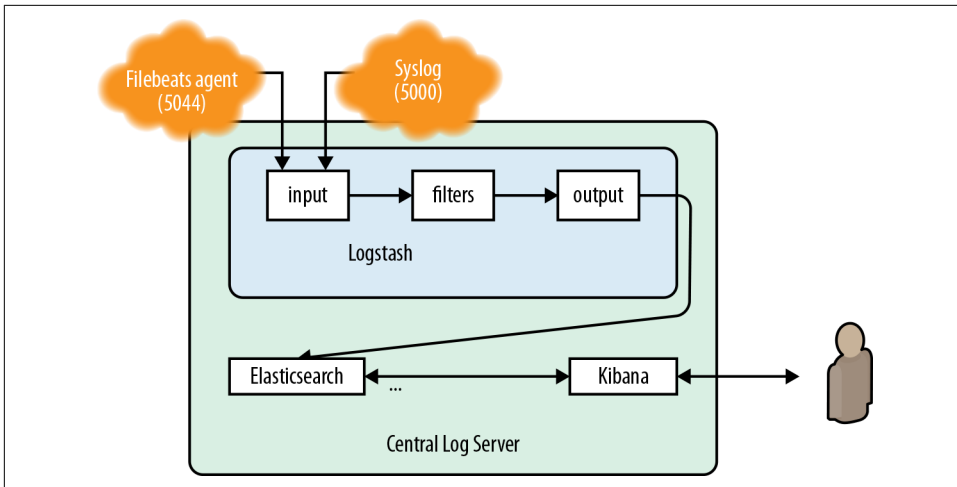 Filebeats agent
(5044)
Syslog
(5000)
input
filters
output
Logstash
Elasticsearch
...
Kibana
Central Log Server